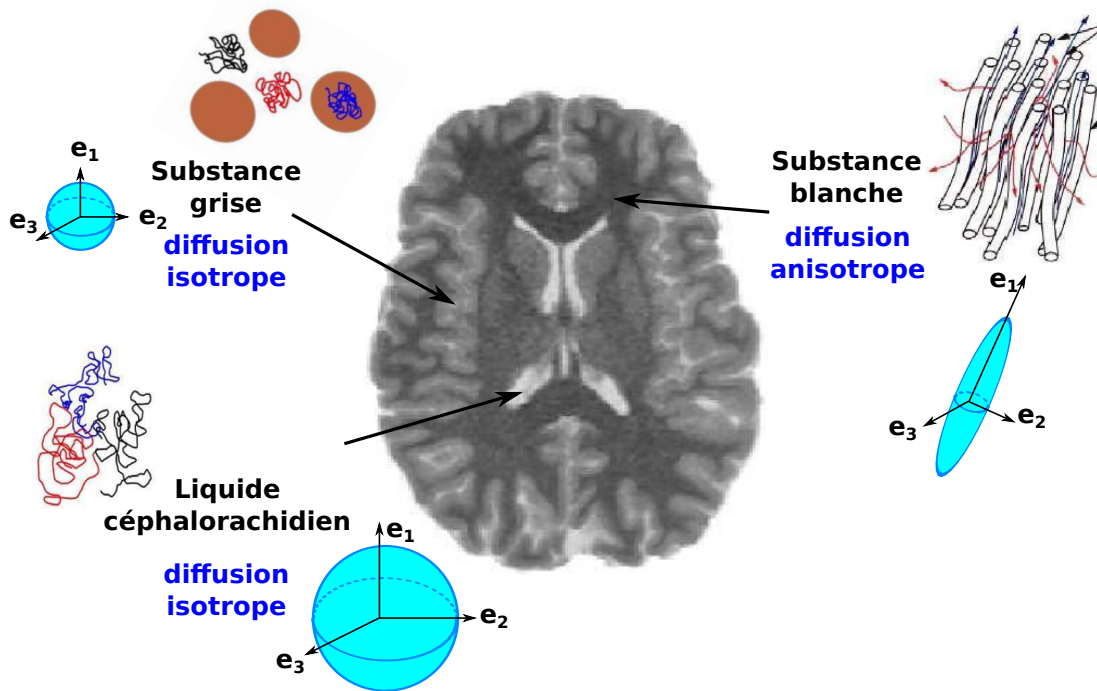 Substance
grise
diffusion
isotrope
e1
e2
e3
Substance
blanche
diffusion
anisotrope
e1
e2
e3
Liquide
céphalorachidien
diffusion
isotrope
e1
e2
e3